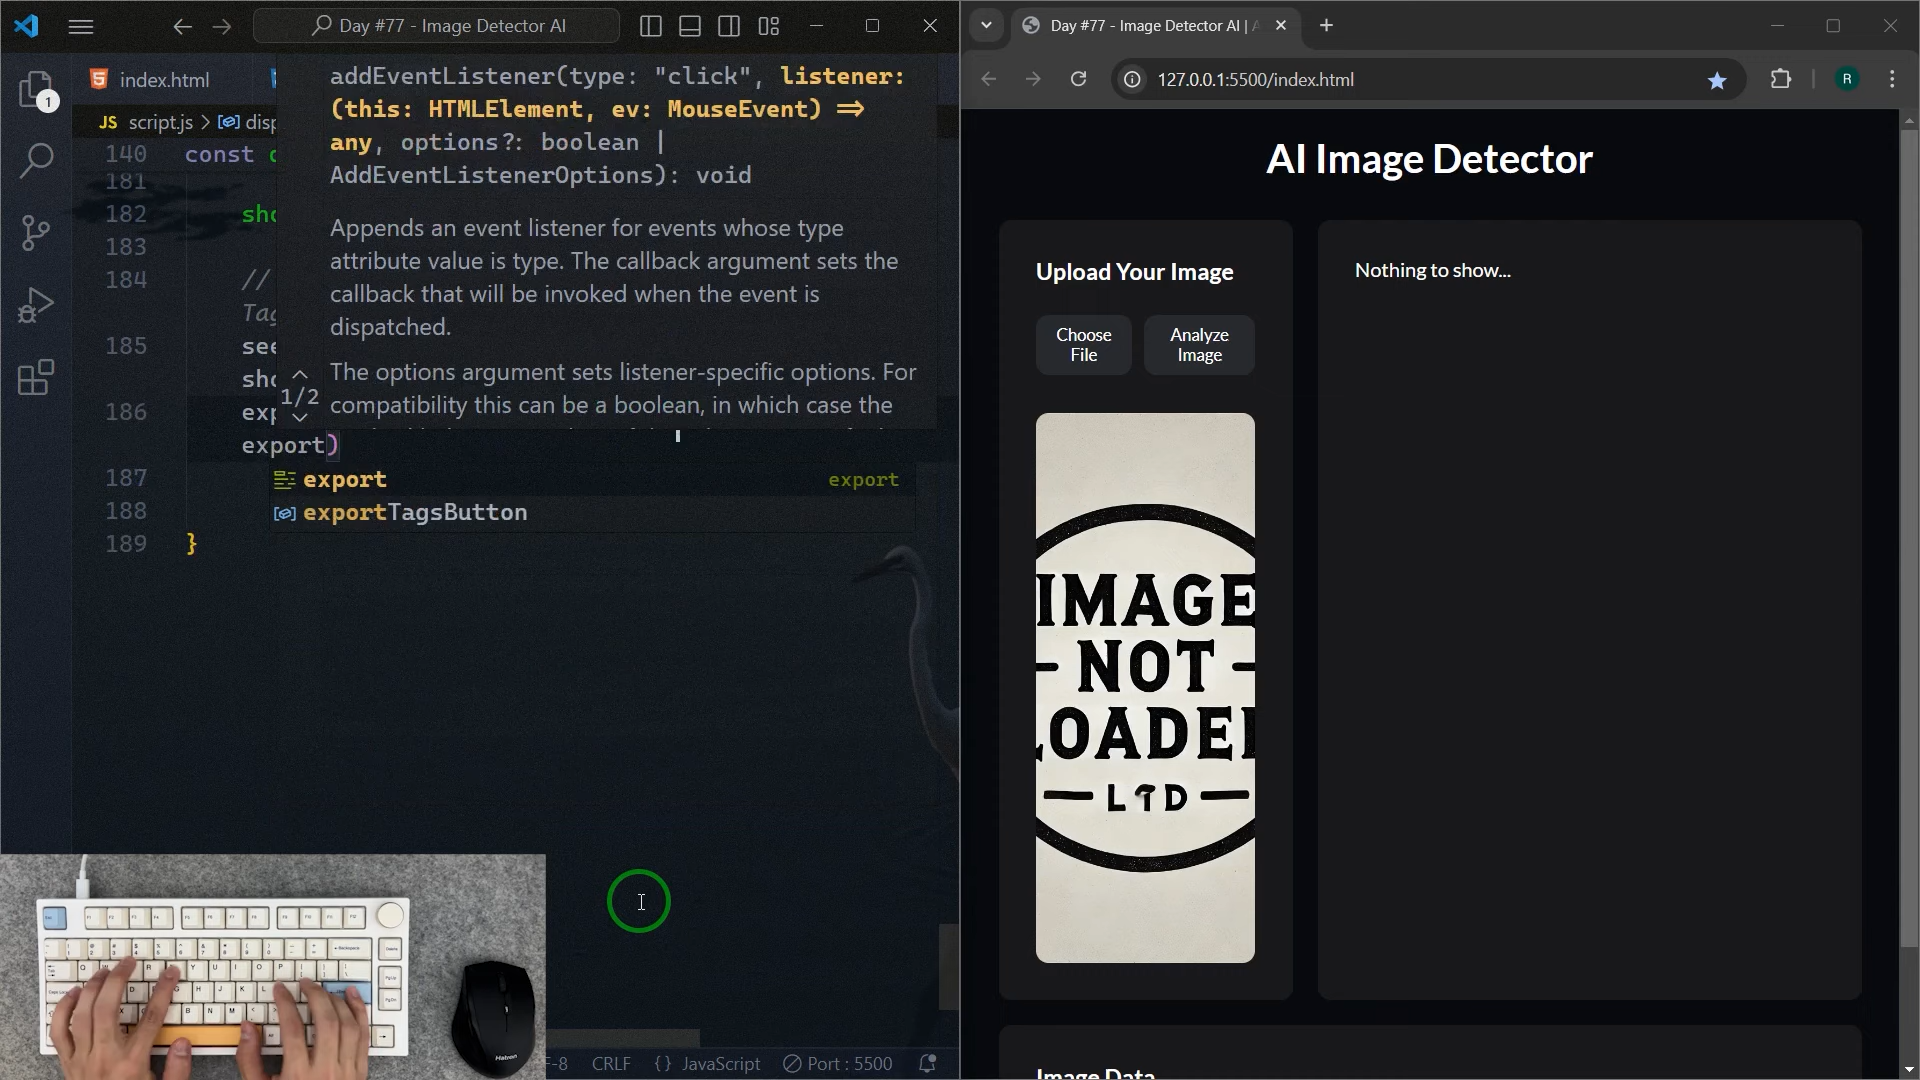 Day #77 - Image Detector AI
index.html
JS script.js > disp
addEventListener(type: "click", listener:
(this: HTMLElement, ev: MouseEvent) =>
any, options?: boolean |
AddEventListenerOptions): void
Appends an event listener for events whose type
attribute value is type. The callback argument sets the
callback that will be invoked when the event is
dispatched.
The options argument sets listener-specific options. For
compatibility this can be a boolean, in which case the
1/2
1
140 const
181
182 sho
183
184 //
Tag
185 see
sho
186 exp
export)
export export
exportTagsButton
187
188
189 }
CRLF {} JavaScript Port : 5500
Day #77 - Image Detector AI |
127.0.0.1:5500/index.html
R
AI Image Detector
Upload Your Image
Choose
File
Analyze
Image
IMAGE
NOT
LOADED
LTD
Nothing to show...
Image Data